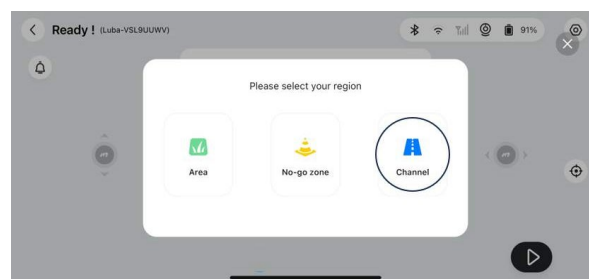 Ready ! (Luba-VSL9UUWV)
91%
Please select your region
Area
No-go zone
Channel